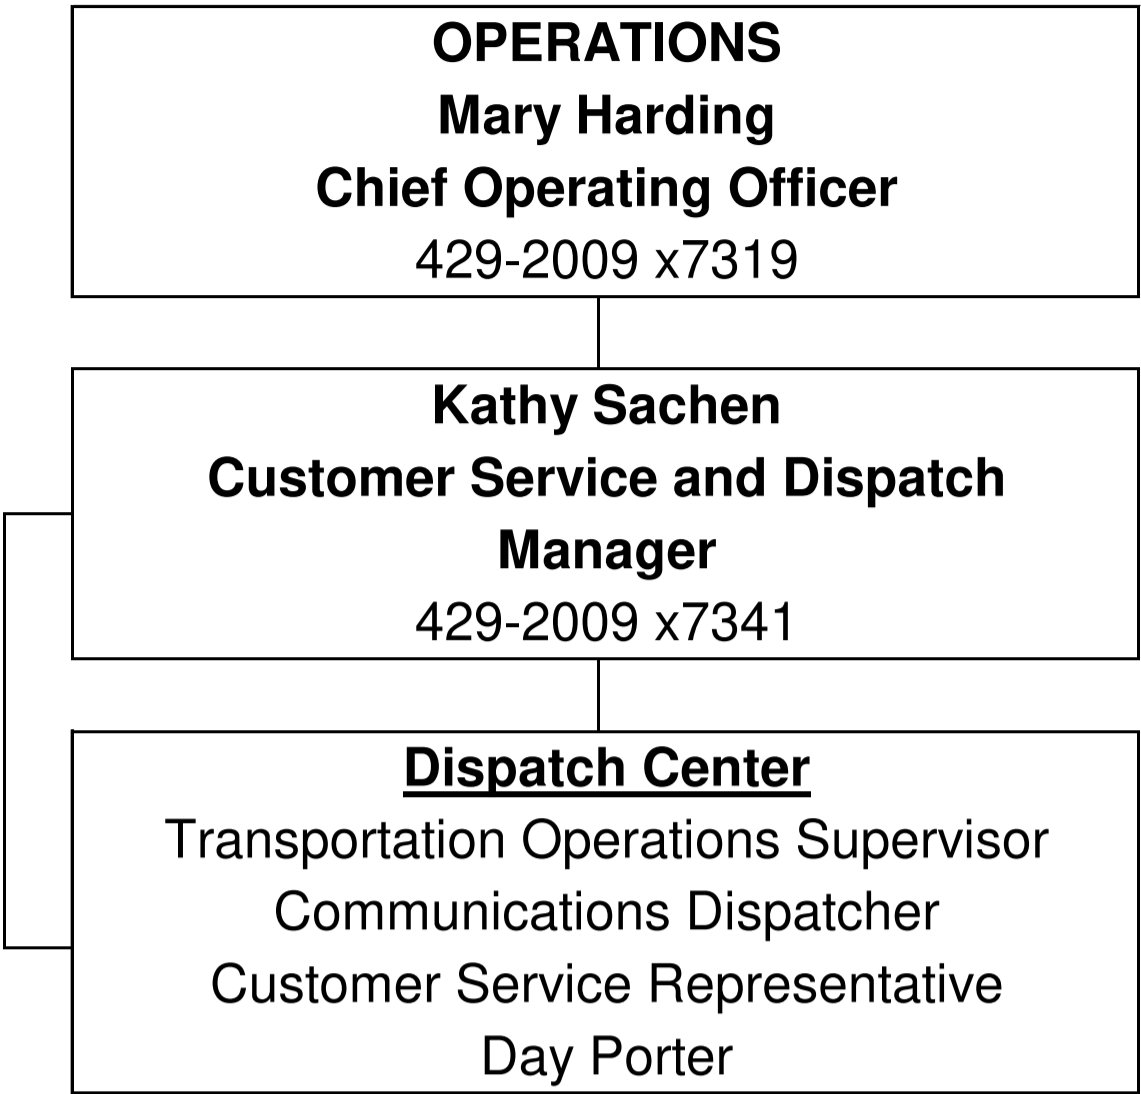 OPERATIONS
Mary Harding
Chief Operating Officer
429-2009 x7319
Kathy Sachen
Customer Service and Dispatch
Manager
429-2009 x7341
Dispatch Center
Transportation Operations Supervisor
Communications Dispatcher
Customer Service Representative
Day Porter